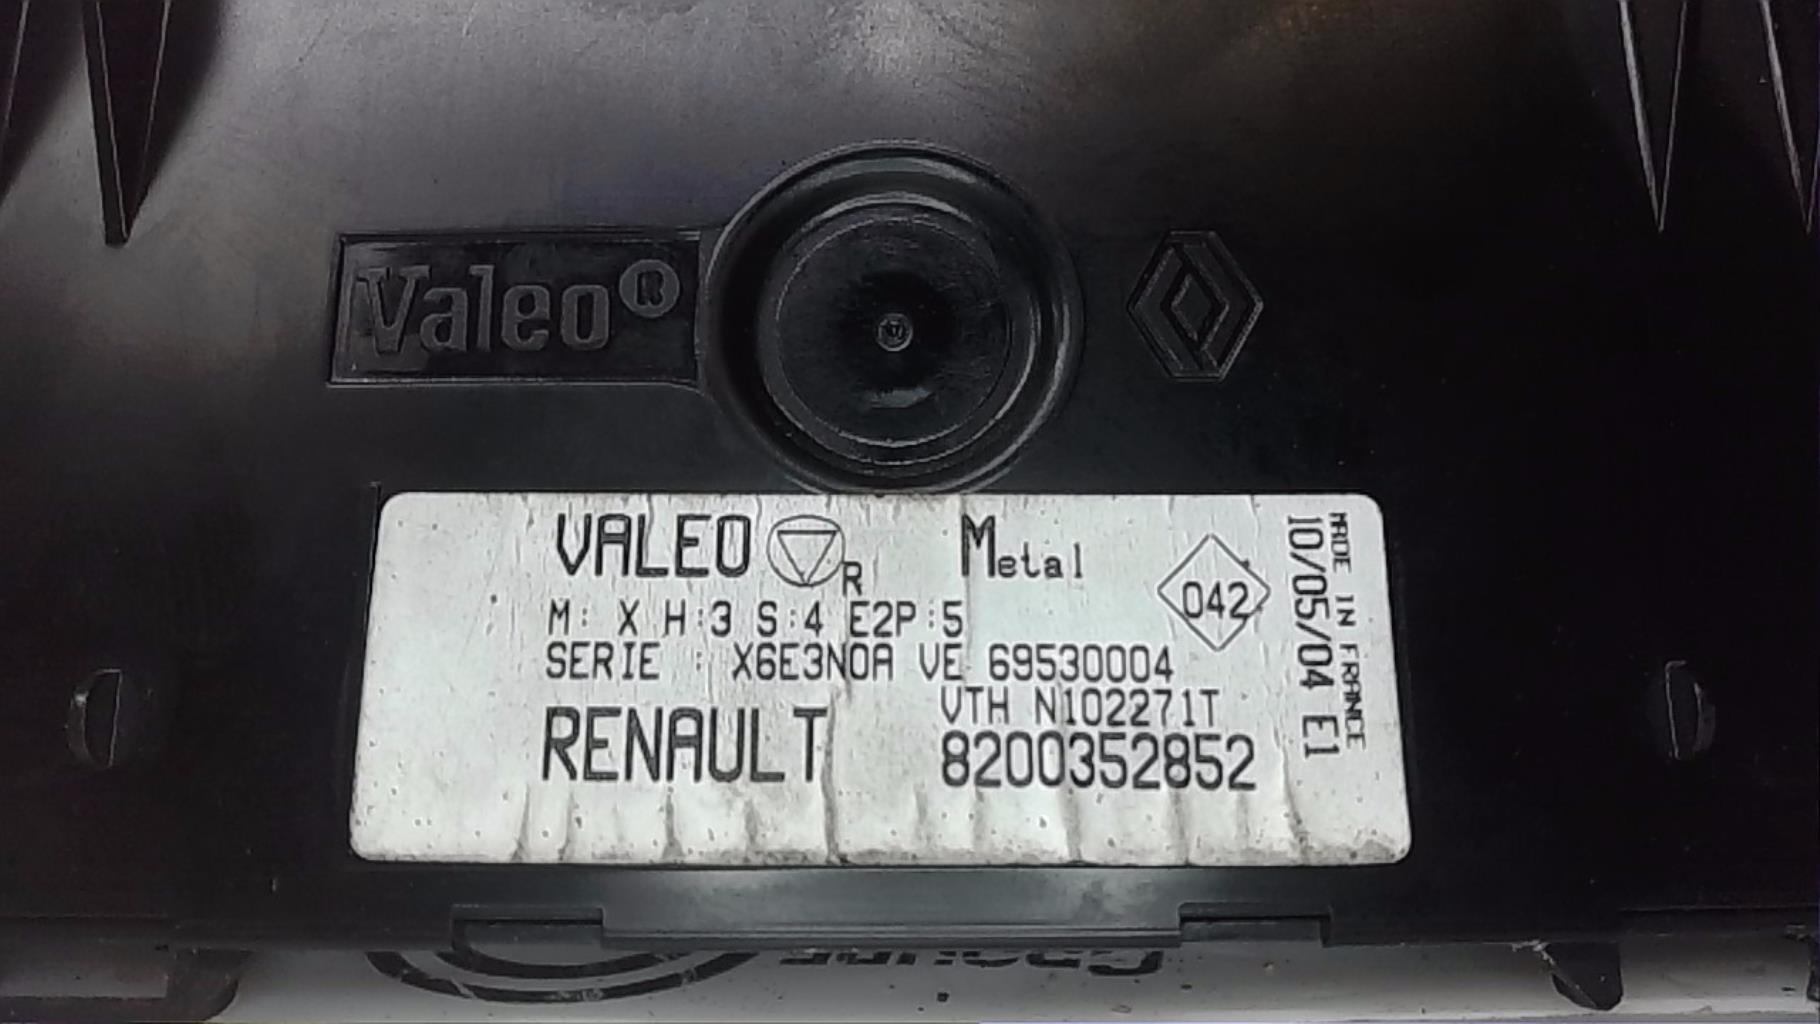 Valeo®
VALEO R Metal
042
M: X H:3 S:4 E2P:5
SERIE : X6E3N0A VE 69530004
VTH N102271T
RENAULT 8200352852
MADE IN FRANCE
10/05/04 E1